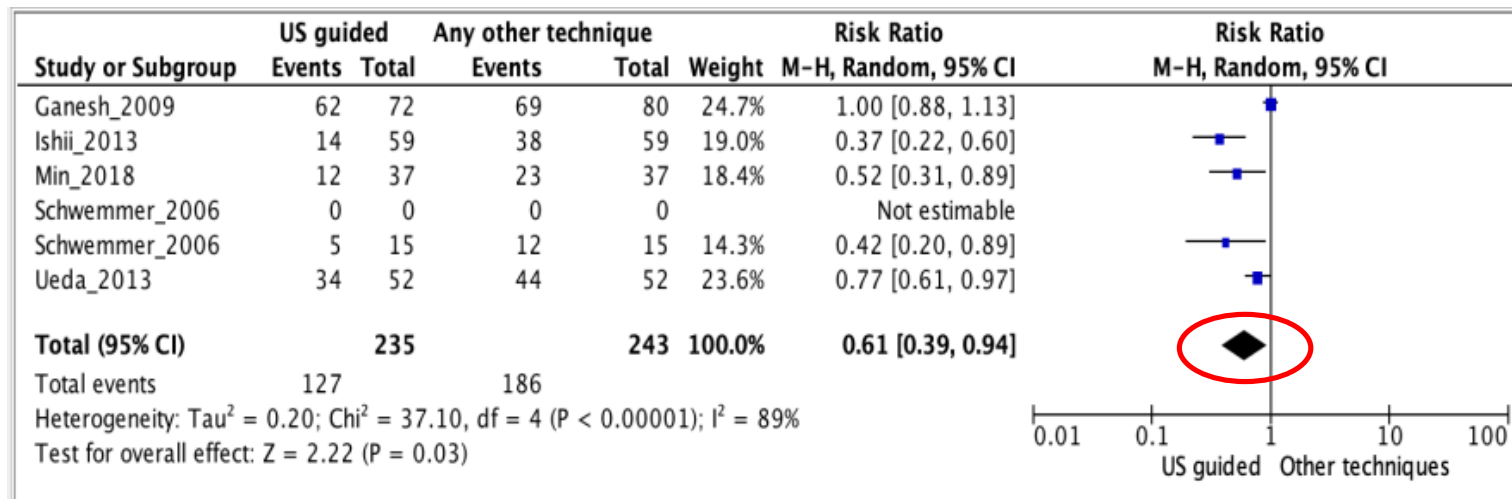 US guided Any other technique Risk Ratio Risk Ratio
Study or Subgroup Events Total Events Total Weight M-H, Random, 95% CI M-H, Random, 95% CI
Ganesh_2009 62 72 69 80 24.7% 1.00 [0.88, 1.13]
Ishii_2013 14 59 38 59 19.0% 0.37 [0.22, 0.60]
Min_2018 12 37 23 37 18.4% 0.52 [0.31, 0.89]
Schwemmer_2006 0 0 0 0 Not estimable
Schwemmer_2006 5 15 12 15 14.3% 0.42 [0.20, 0.89]
Ueda_2013 34 52 44 52 23.6% 0.77 [0.61, 0.97]
Total (95% CI) 235 243 100.0% 0.61 [0.39, 0.94]
Total events 127 186
Heterogeneity: Tau² = 0.20; Chi² = 37.10, df = 4 (P < 0.00001); I² = 89%
Test for overall effect: Z = 2.22 (P = 0.03)
0.01 0.1 1 10 100
US guided Other techniques